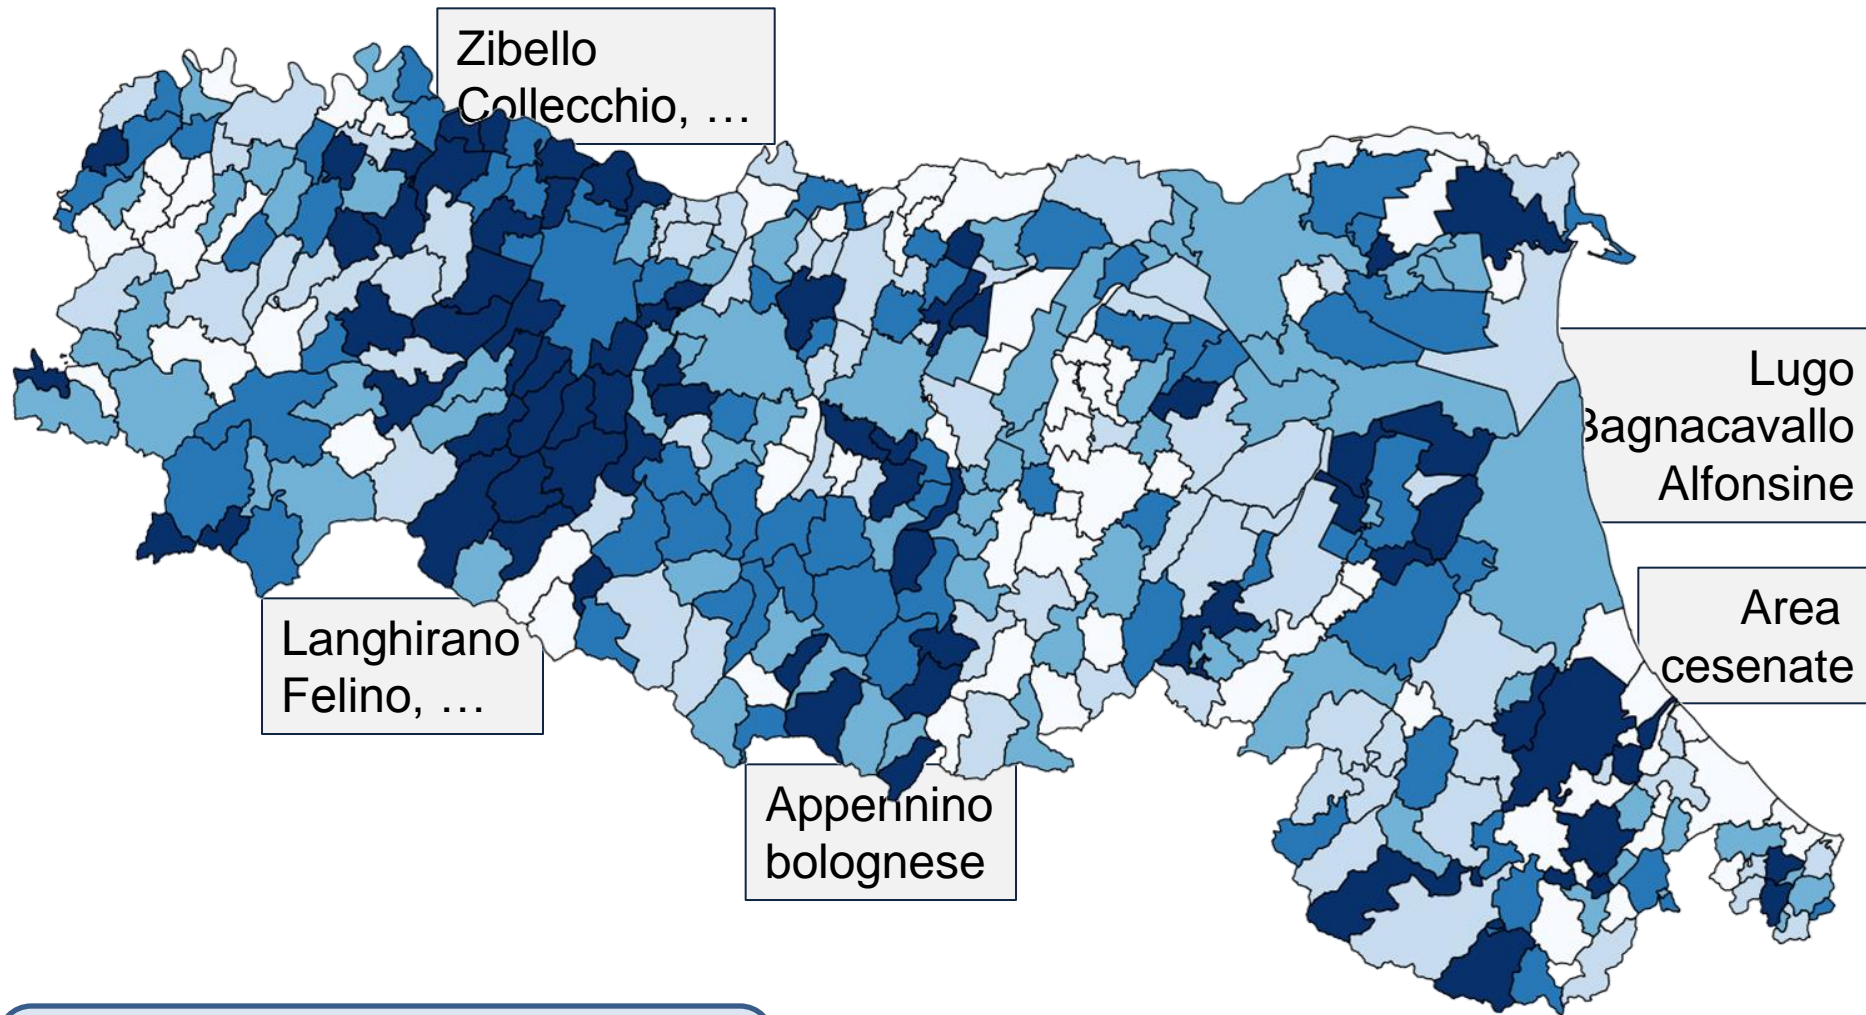 Zibello
Collecchio, …
Lugo
Bagnacavallo
Alfonsine
Area
cesenate
Langhirano
Felino, …
Appennino
bolognese